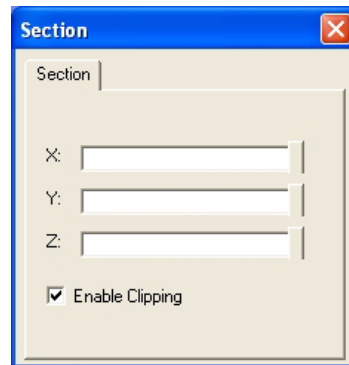 Section
Section
X:
Y:
Z:
Enable Clipping